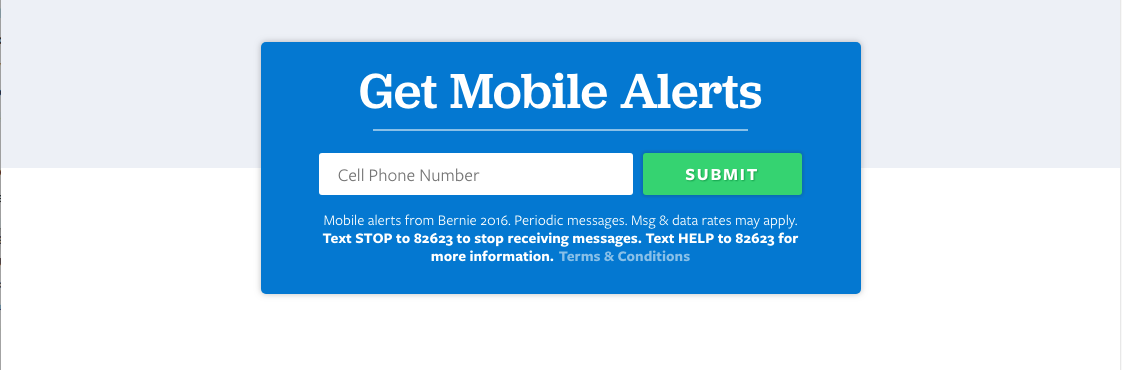 Get Mobile Alerts
Cell Phone Number
SUBMIT
Mobile alerts from Bernie 2016. Periodic messages. Msg & data rates may apply.
Text STOP to 82623 to stop receiving messages. Text HELP to 82623 for
more information. Terms & Conditions